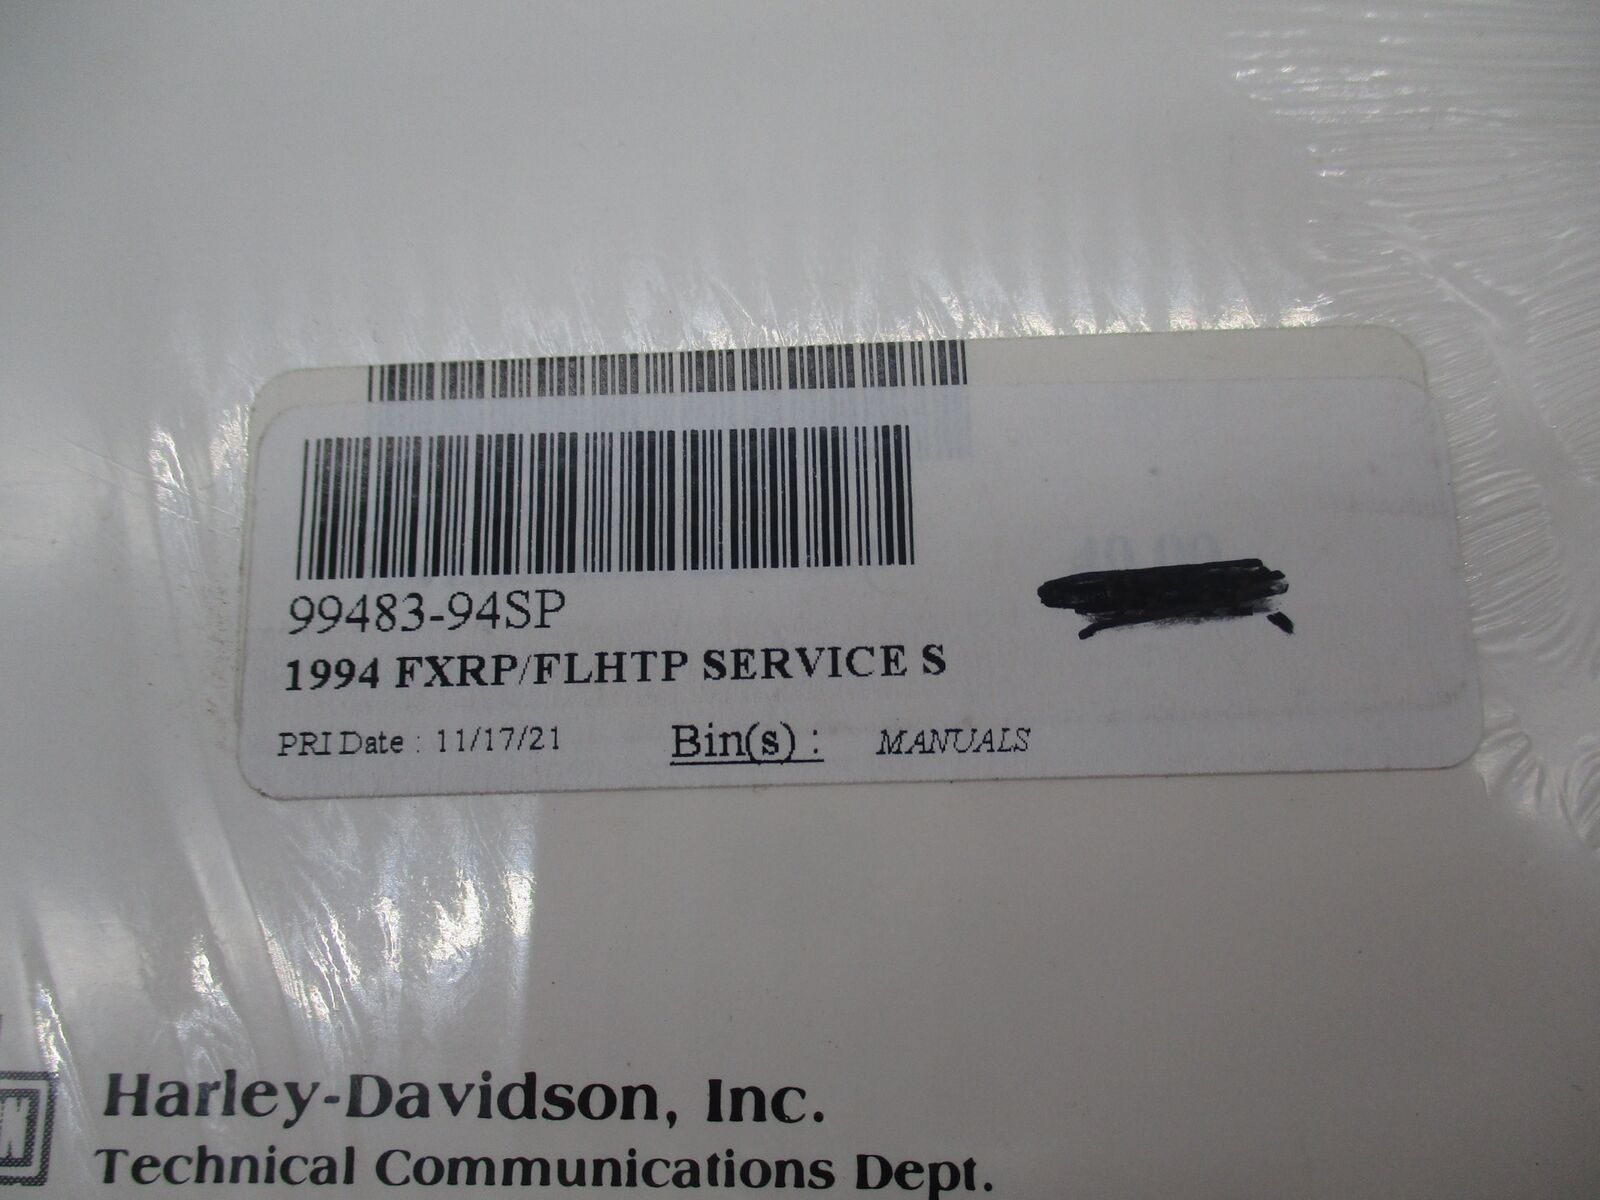 99483-94SP
1994 FXRP/FLHTP SERVICE S
PRI Date : 11/17/21 Bin(s) : MANUALS
Harley-Davidson, Inc.
Technical Communications Dept.